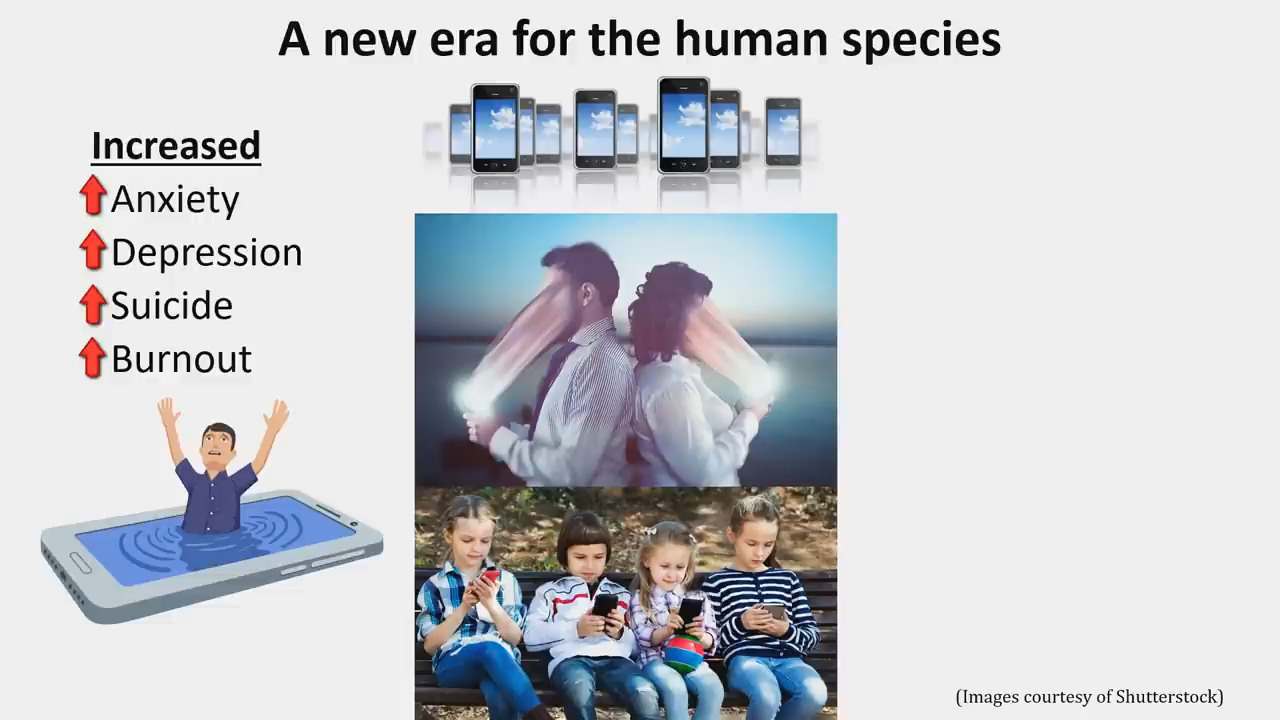 A new era for the human species
Increased
Anxiety
Depression
Suicide
Burnout
(Images courtesy of Shutterstock)